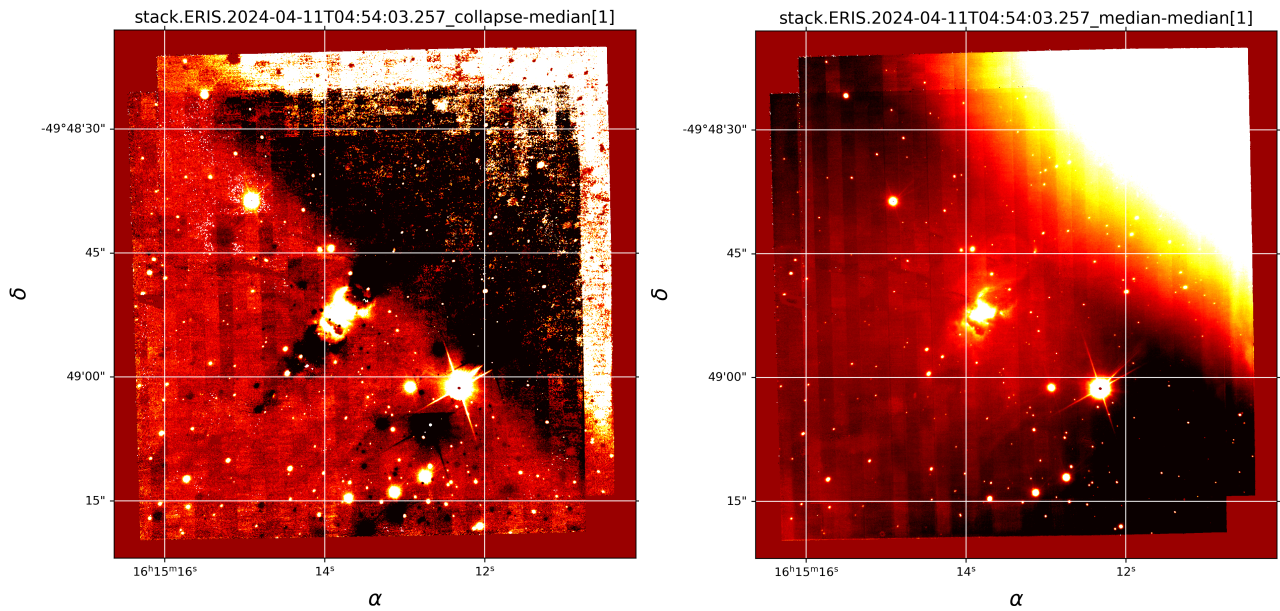 stack.ERIS.2024-04-11T04:54:03.257_collapse-median[1]
-49°48'30"
45"
49'00"
15"
δ
16ʰ15ᵐ16ˢ
14ˢ
12ˢ
α
stack.ERIS.2024-04-11T04:54:03.257_median-median[1]
-49°48'30"
45"
49'00"
15"
δ
16ʰ15ᵐ16ˢ
14ˢ
12ˢ
α